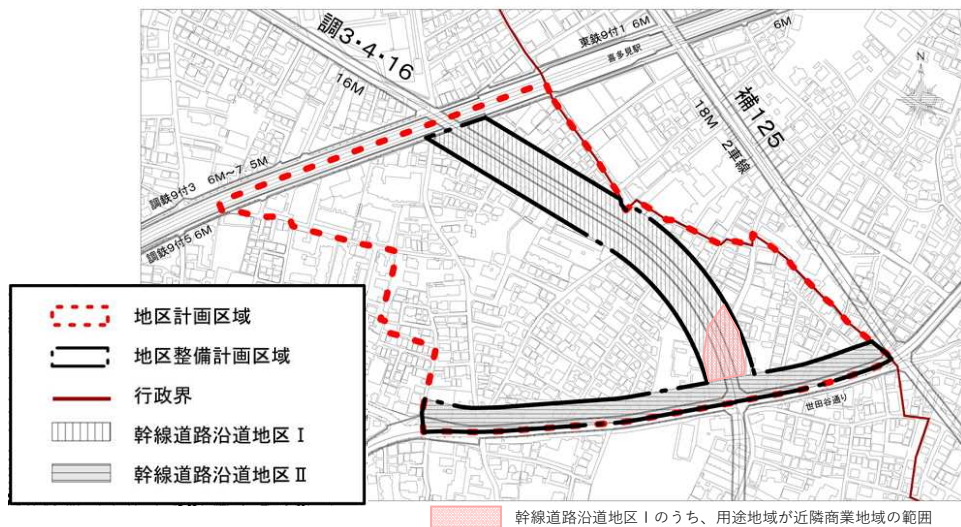 調3・4・16
16M
東鉄9付1 6M
喜多見駅
6M
N
補125
18M 2車線
調鉄9付3 6M～7.5M
調鉄9付5 6M
世田谷通り
地区計画区域
地区整備計画区域
行政界
幹線道路沿道地区Ⅰ
幹線道路沿道地区Ⅱ
幹線道路沿道地区Ⅰのうち、用途地域が近隣商業地域の範囲